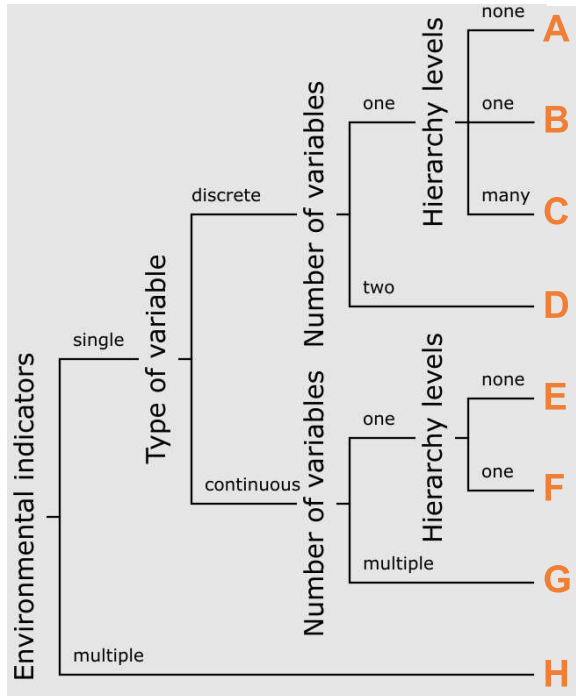 none
A
Hierarchy levels
one
one
B
Number of variables
many
C
discrete
two
D
Type of variable
single
Environmental indicators
none
E
Hierarchy levels
one
one
F
Number of variables
continuous
multiple
G
multiple
H